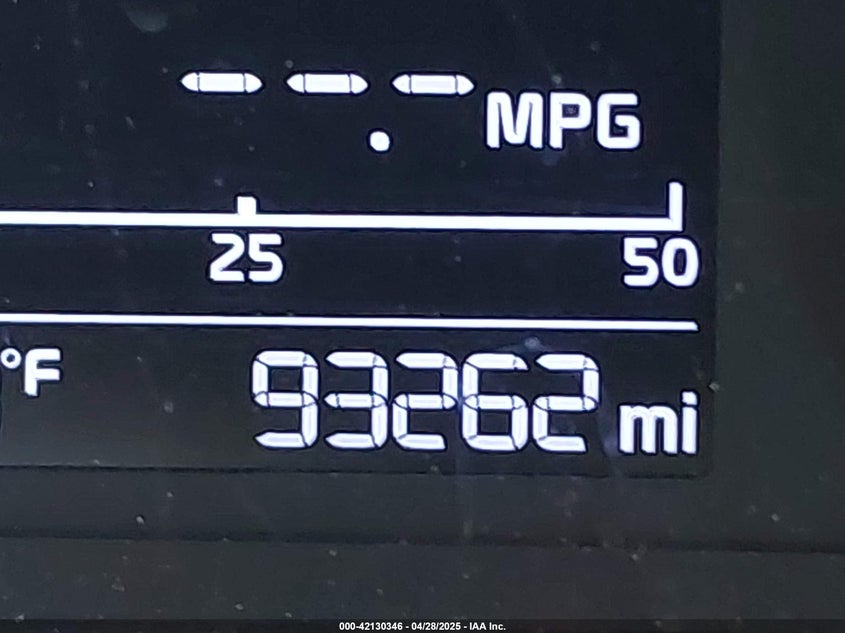 --.- MPG
25 50
°F 93262 mi
000-42130346 - 04/28/2025 - IAA Inc.